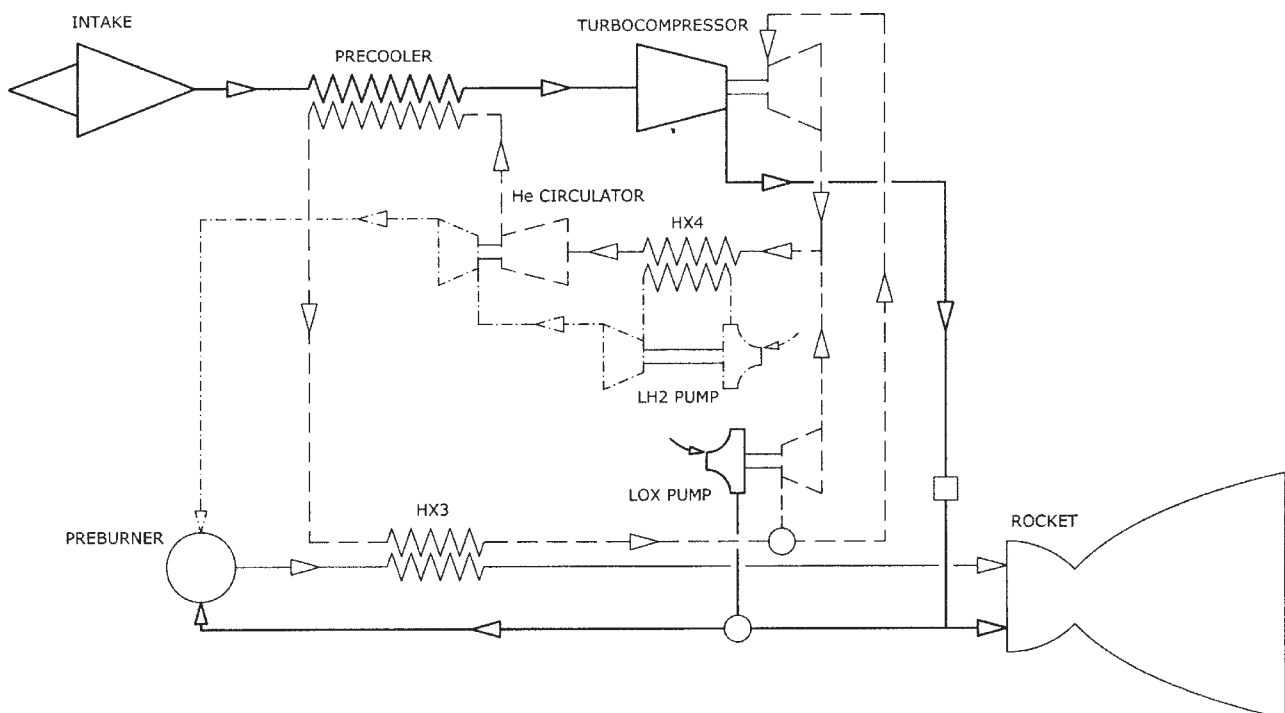 INTAKE
TURBOCOMPRESSOR
PRECOOLER
He CIRCULATOR
HX4
LH2 PUMP
LOX PUMP
HX3
ROCKET
PREBURNER